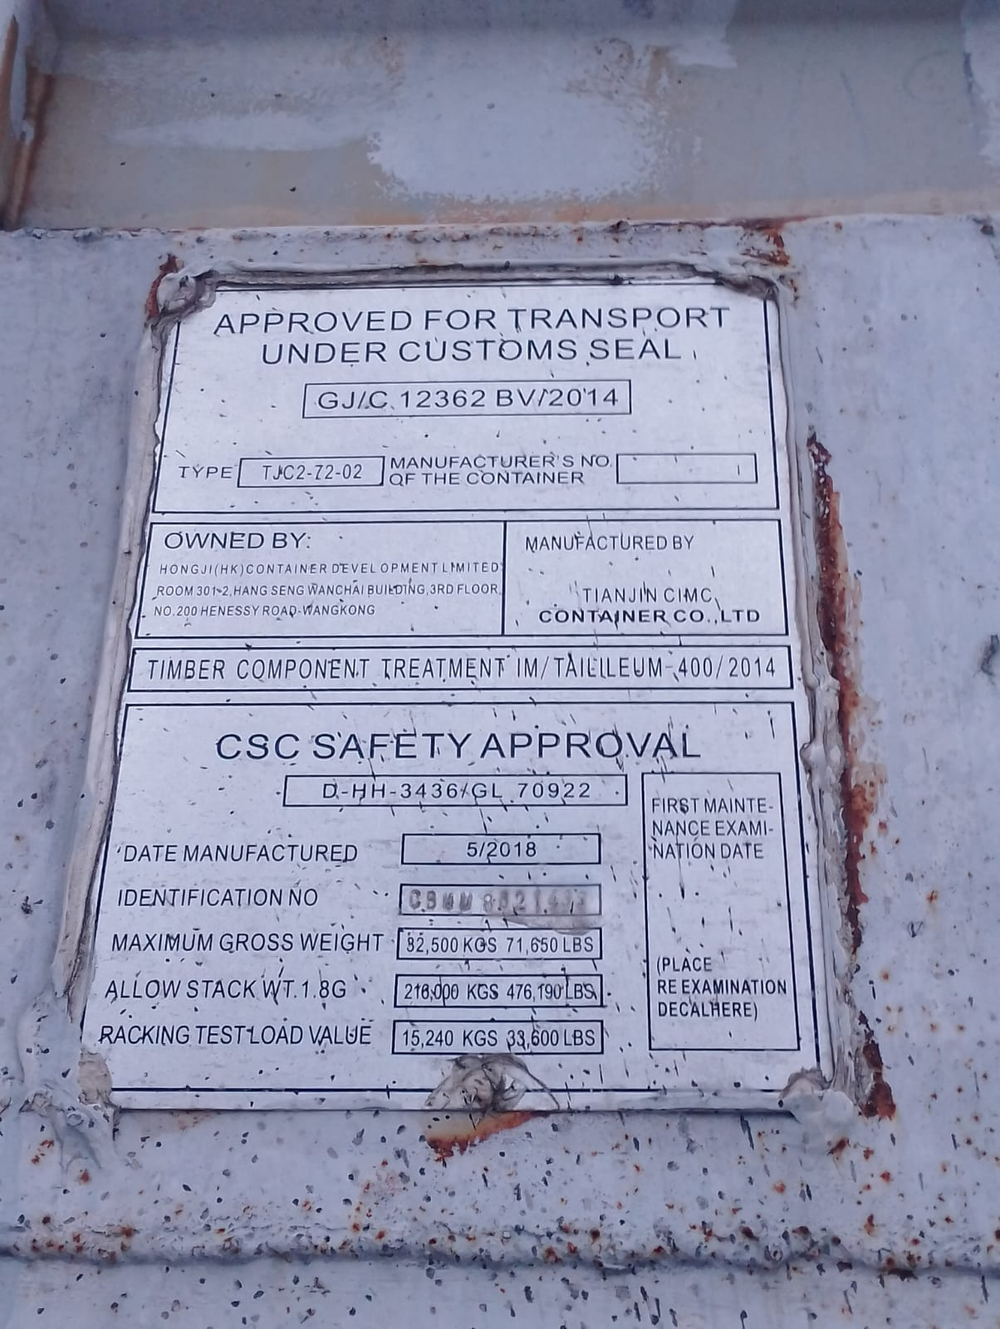 APPROVED FOR TRANSPORT
UNDER CUSTOMS SEAL
GJ/C 12362 BV/2014
TYPE TJC2-Z2-02 MANUFACTURER'S NO.
OF THE CONTAINER
OWNED BY:
HONGJI(HK)CONTAINER DEVELOPMENT LIMITED
ROOM 301-2,HANG SENG WANCHAI BUILDING,3RD FLOOR,
NO.200 HENESSY ROAD-WANGKONG
MANUFACTURED BY
TIANJIN CIMC
CONTAINER CO.,LTD
TIMBER COMPONENT TREATMENT IM/TAILILEUM-400/2014
CSC SAFETY APPROVAL
D-HH-3436/GL 70922
DATE MANUFACTURED 5/2018
IDENTIFICATION NO
MAXIMUM GROSS WEIGHT 32,500 KGS 71,650 LBS
ALLOW STACK WT.1.8G 216,000 KGS 476,190 LBS
RACKING TEST LOAD VALUE 15,240 KGS 33,600 LBS
FIRST MAINTE-
NANCE EXAMI-
NATION DATE
(PLACE
RE EXAMINATION
DECALHERE)